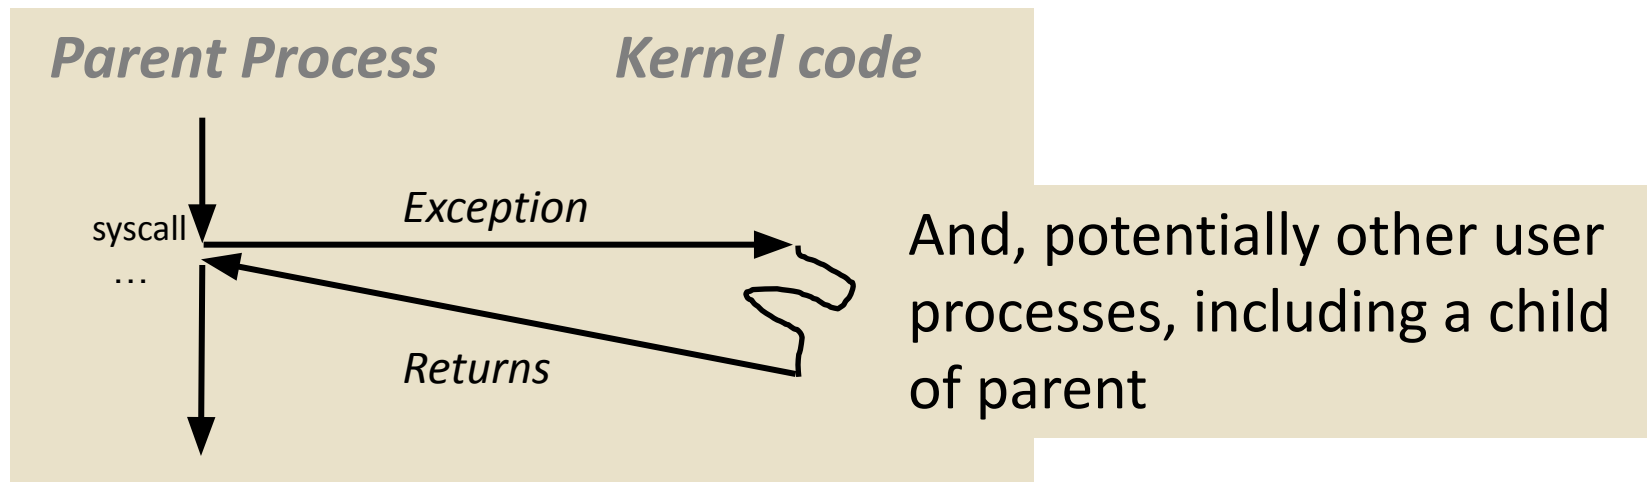 Parent Process
Kernel code
Exception
syscall
…
Returns
And, potentially other user
processes, including a child
of parent